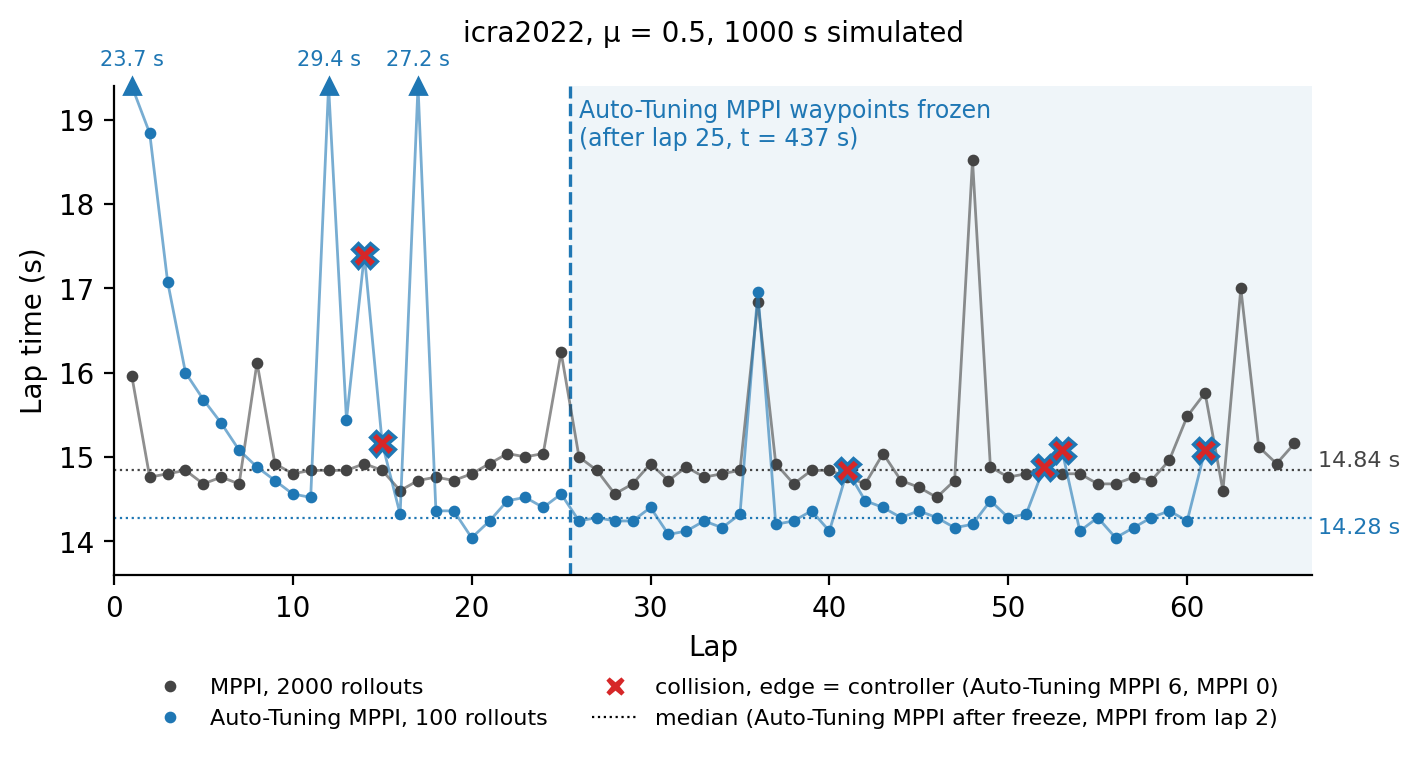 icra2022, μ = 0.5, 1000 s simulated
23.7 s 29.4 s 27.2 s
Auto-Tuning MPPI waypoints frozen
(after lap 25, t = 437 s)
Lap time (s)
19
18
17
16
15
14
14.84 s
14.28 s
0 10 20 30 40 50 60
Lap
MPPI, 2000 rollouts
Auto-Tuning MPPI, 100 rollouts
collision, edge = controller (Auto-Tuning MPPI 6, MPPI 0)
median (Auto-Tuning MPPI after freeze, MPPI from lap 2)